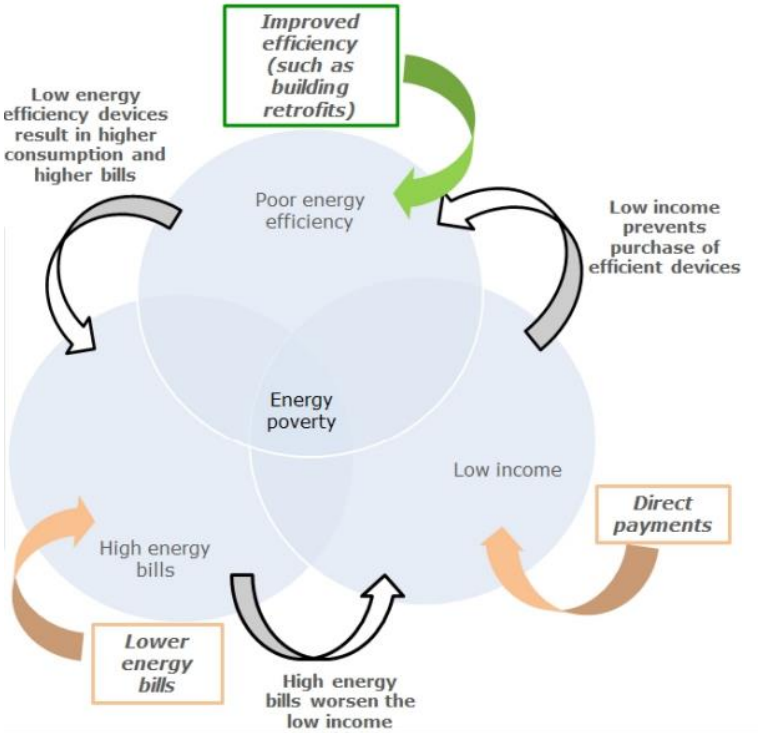 Improved
efficiency
(such as
building
retrofits)
Low energy
efficiency devices
result in higher
consumption and
higher bills
Poor energy
efficiency
Low income
prevents
purchase of
efficient devices
Energy
poverty
Low income
Direct
payments
High energy
bills
Lower
energy
bills
High energy
bills worsen the
low income